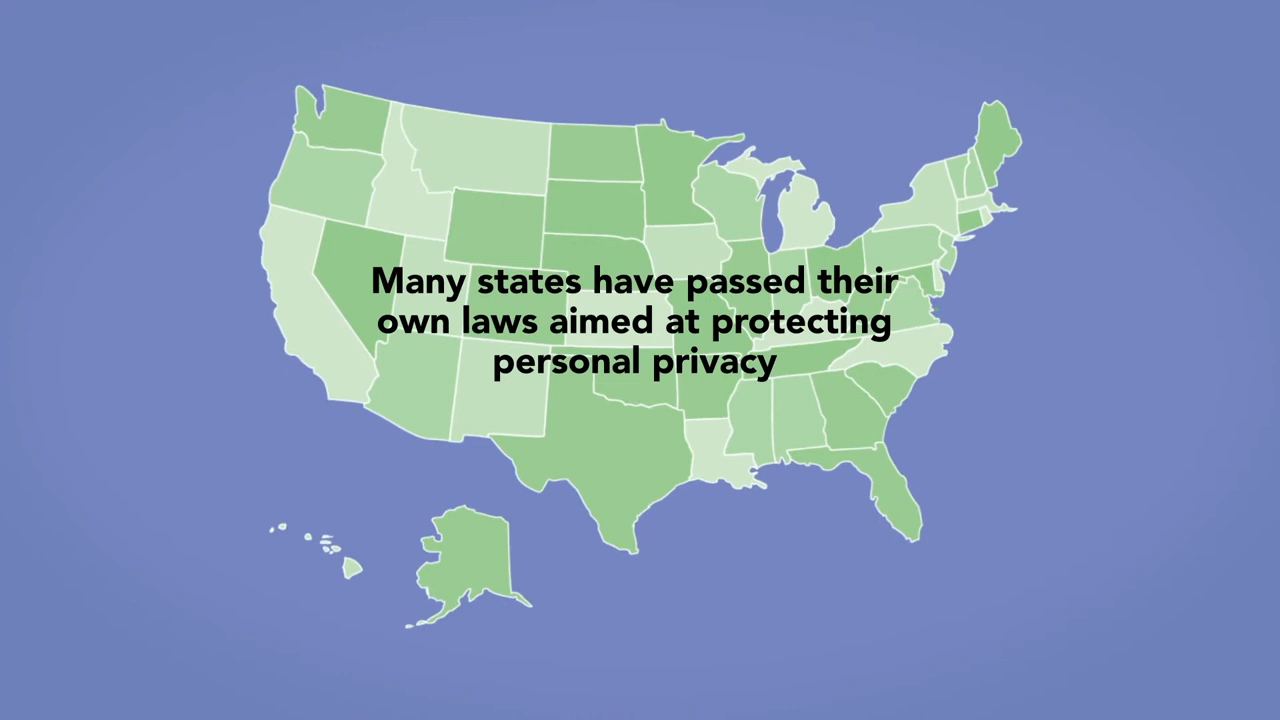 Many states have passed their
own laws aimed at protecting
personal privacy